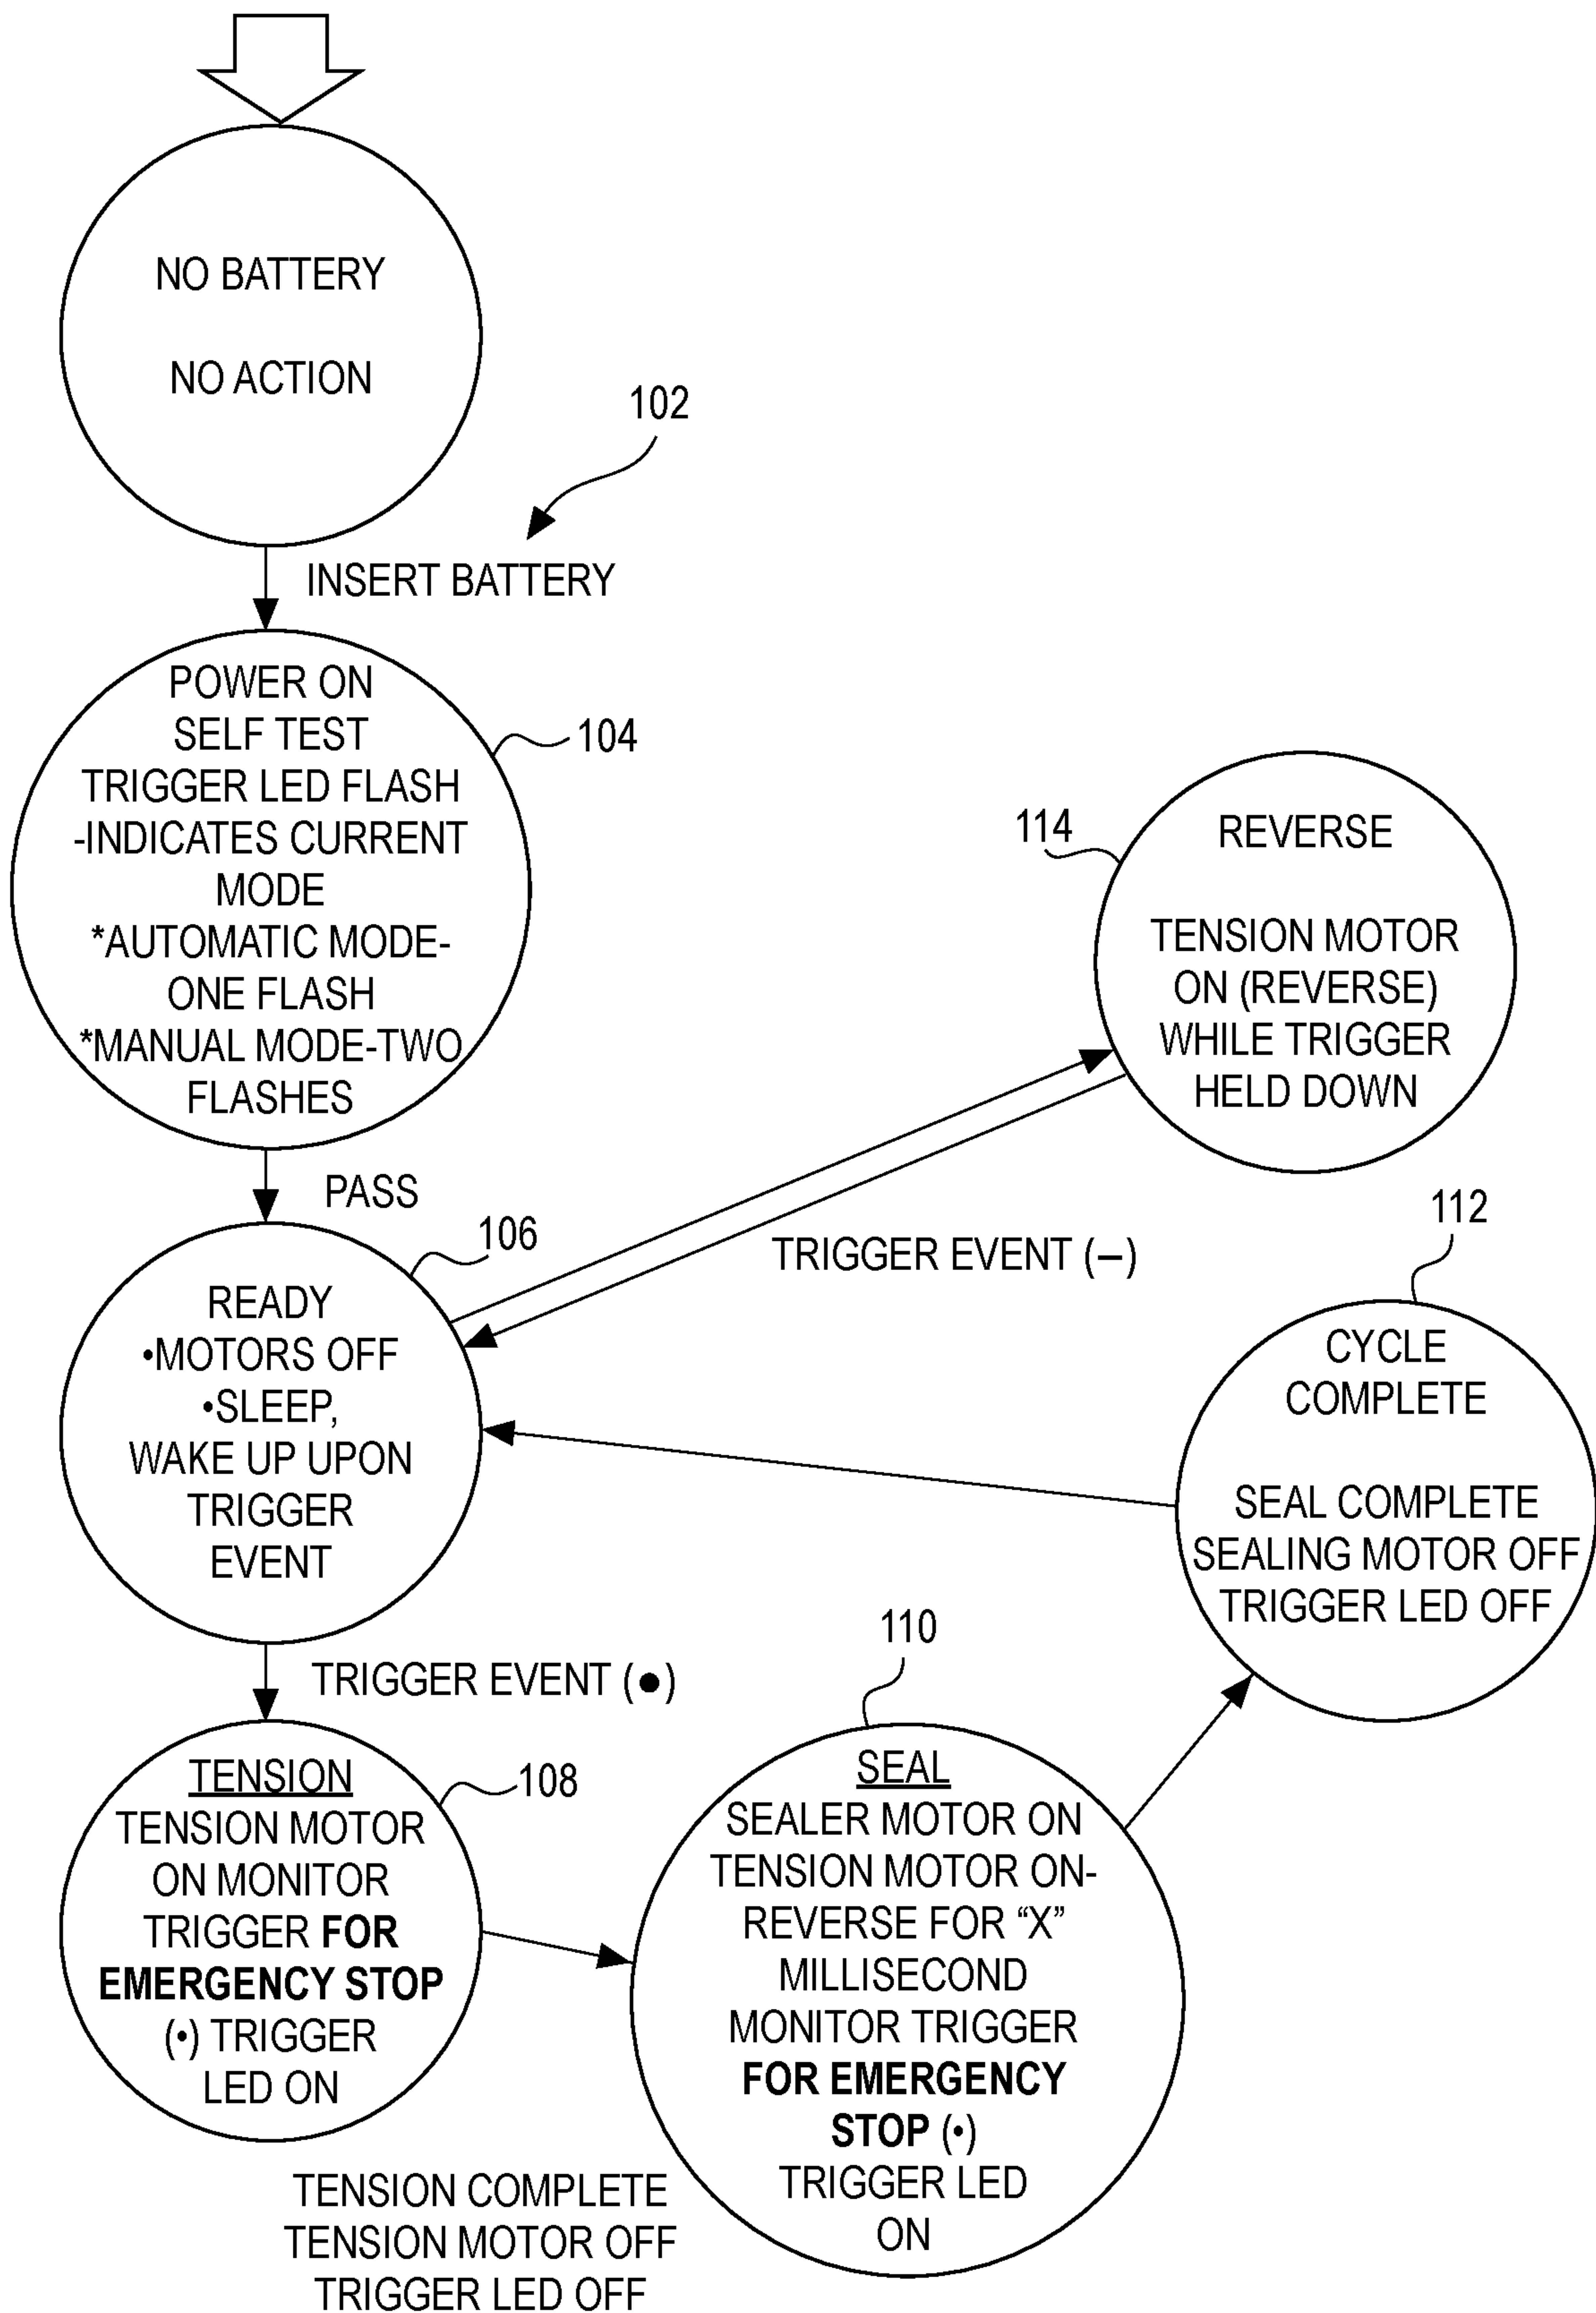 NO BATTERY
NO ACTION
102
INSERT BATTERY
POWER ON
SELF TEST
TRIGGER LED FLASH
-INDICATES CURRENT
MODE
*AUTOMATIC MODE-
ONE FLASH
*MANUAL MODE-TWO
FLASHES
104
114
REVERSE
TENSION MOTOR
ON (REVERSE)
WHILE TRIGGER
HELD DOWN
PASS
106
TRIGGER EVENT (–)
112
READY
•MOTORS OFF
•SLEEP,
WAKE UP UPON
TRIGGER
EVENT
CYCLE
COMPLETE
SEAL COMPLETE
SEALING MOTOR OFF
TRIGGER LED OFF
TRIGGER EVENT (●)
110
TENSION
TENSION MOTOR
ON MONITOR
TRIGGER FOR
EMERGENCY STOP
(•) TRIGGER
LED ON
108
SEAL
SEALER MOTOR ON
TENSION MOTOR ON-
REVERSE FOR “X”
MILLISECOND
MONITOR TRIGGER
FOR EMERGENCY
STOP (•)
TRIGGER LED
ON
TENSION COMPLETE
TENSION MOTOR OFF
TRIGGER LED OFF